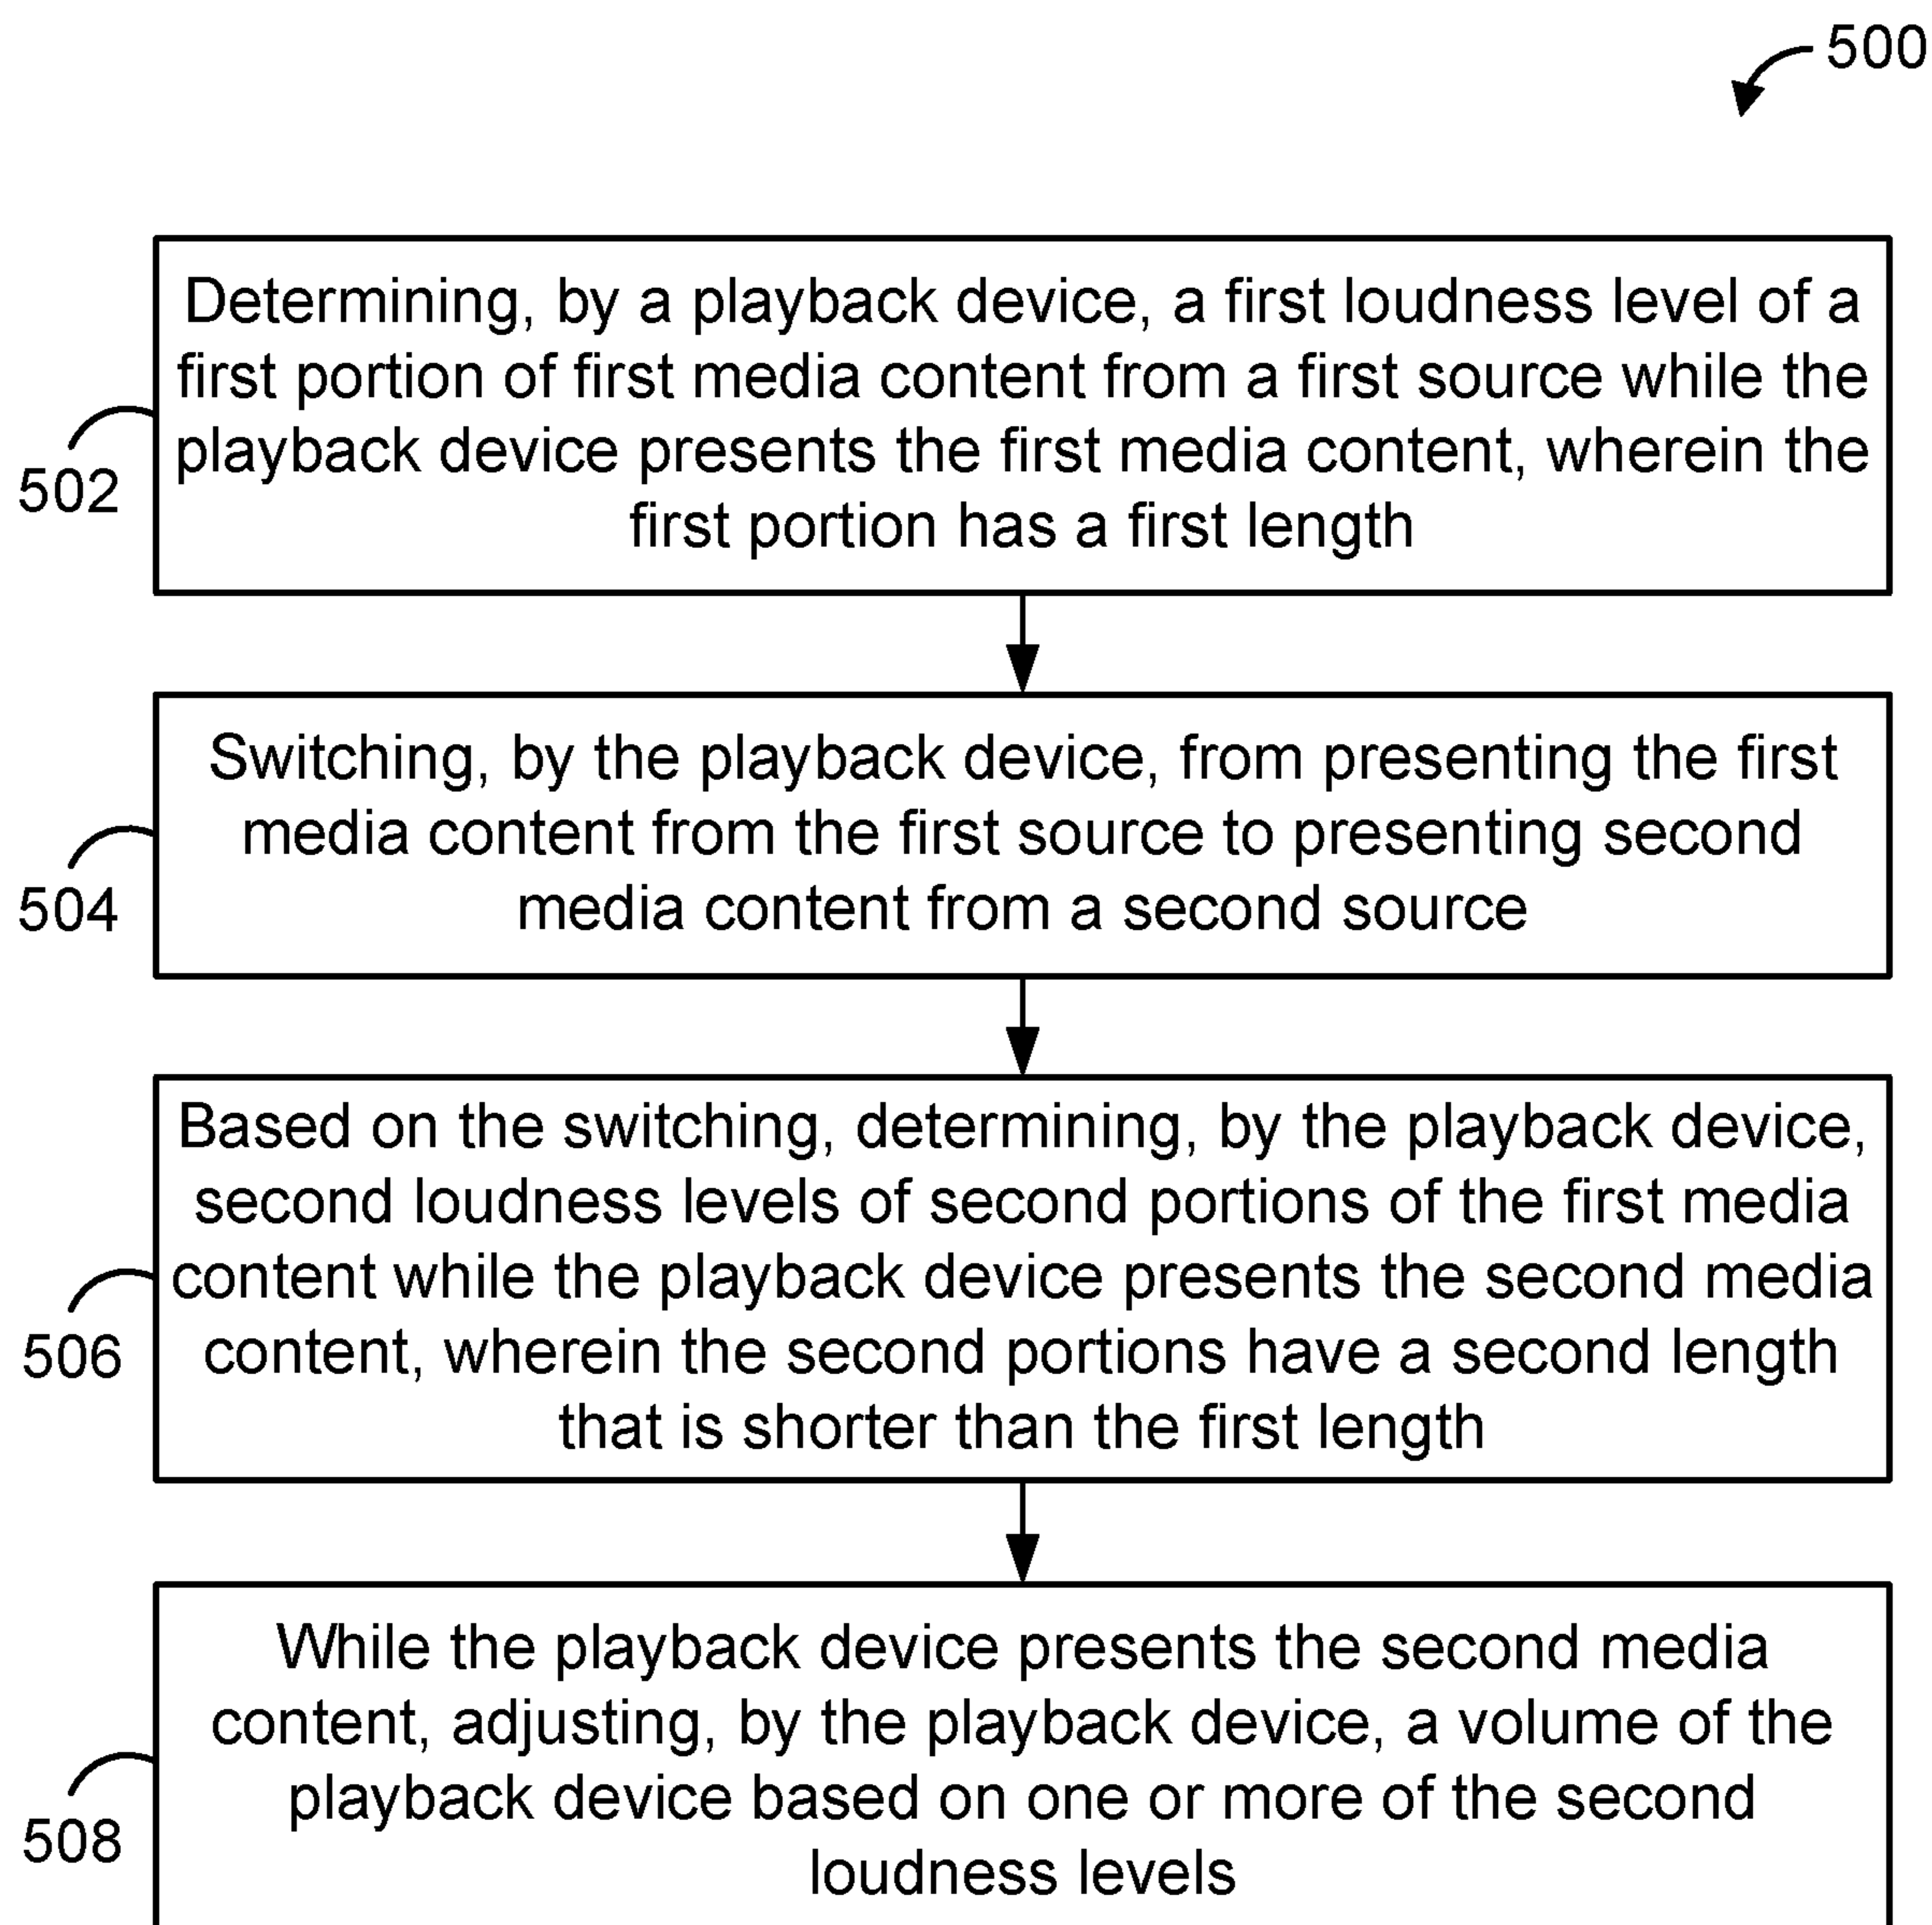 500
Determining, by a playback device, a first loudness level of a
first portion of first media content from a first source while the
playback device presents the first media content, wherein the
first portion has a first length
502
Switching, by the playback device, from presenting the first
media content from the first source to presenting second
media content from a second source
504
Based on the switching, determining, by the playback device,
second loudness levels of second portions of the first media
content while the playback device presents the second media
content, wherein the second portions have a second length
that is shorter than the first length
506
While the playback device presents the second media
content, adjusting, by the playback device, a volume of the
playback device based on one or more of the second
loudness levels
508